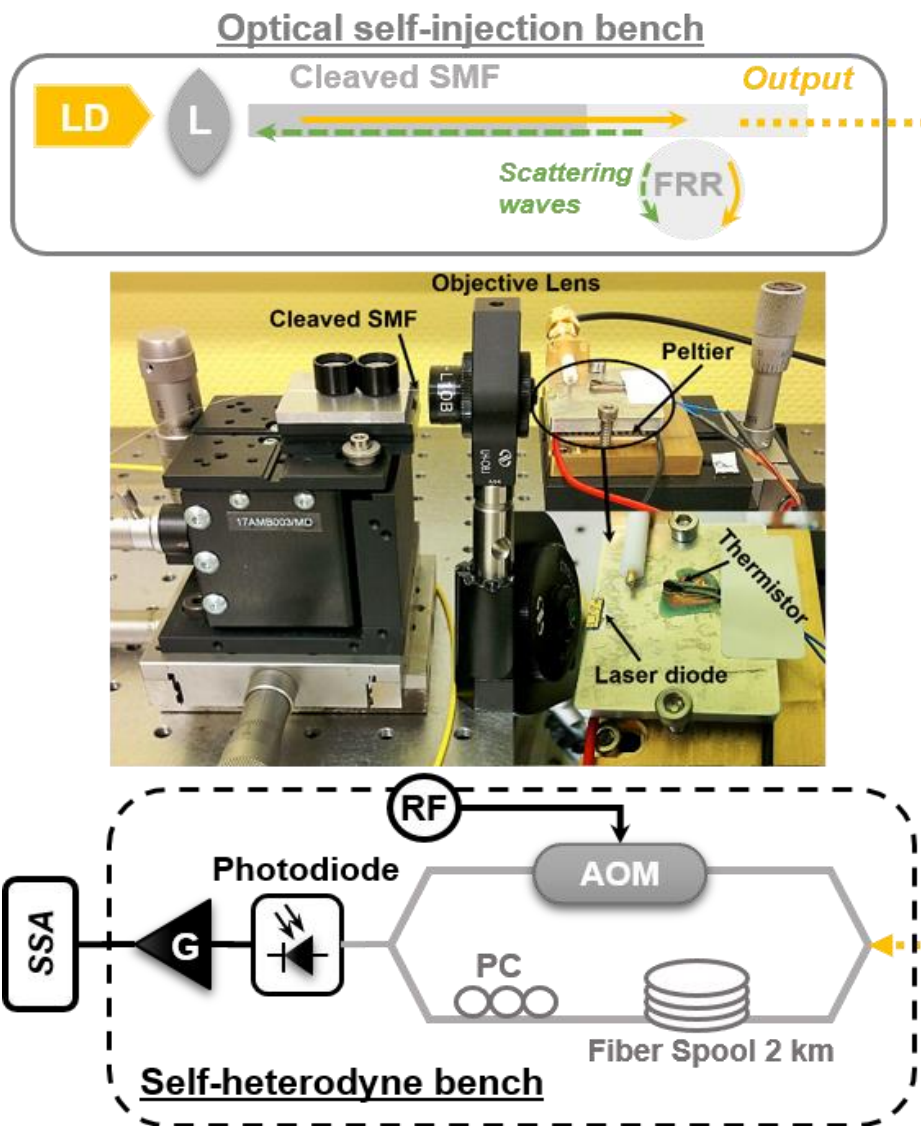 Optical self-injection bench
Cleaved SMF
Output
LD
L
Scattering
waves
FRR
Objective Lens
Cleaved SMF
Peltier
L-10B
17AMB003/MD
Thermistor
Laser diode
RF
Photodiode
AOM
SSA
G
PC
Fiber Spool 2 km
Self-heterodyne bench